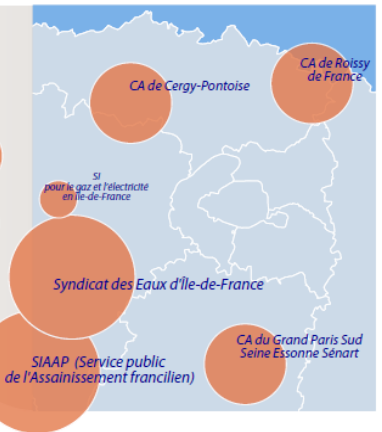 CA de Roissy
de France
CA de Cergy-Pontoise
SI
pour le gaz et l'électricité
en Ile-de-France
Syndicat des Eaux d'Île-de-France
CA du Grand Paris Sud
Seine Essonne Sénart
SIAAP (Service public
de l'Assainissement francilien)